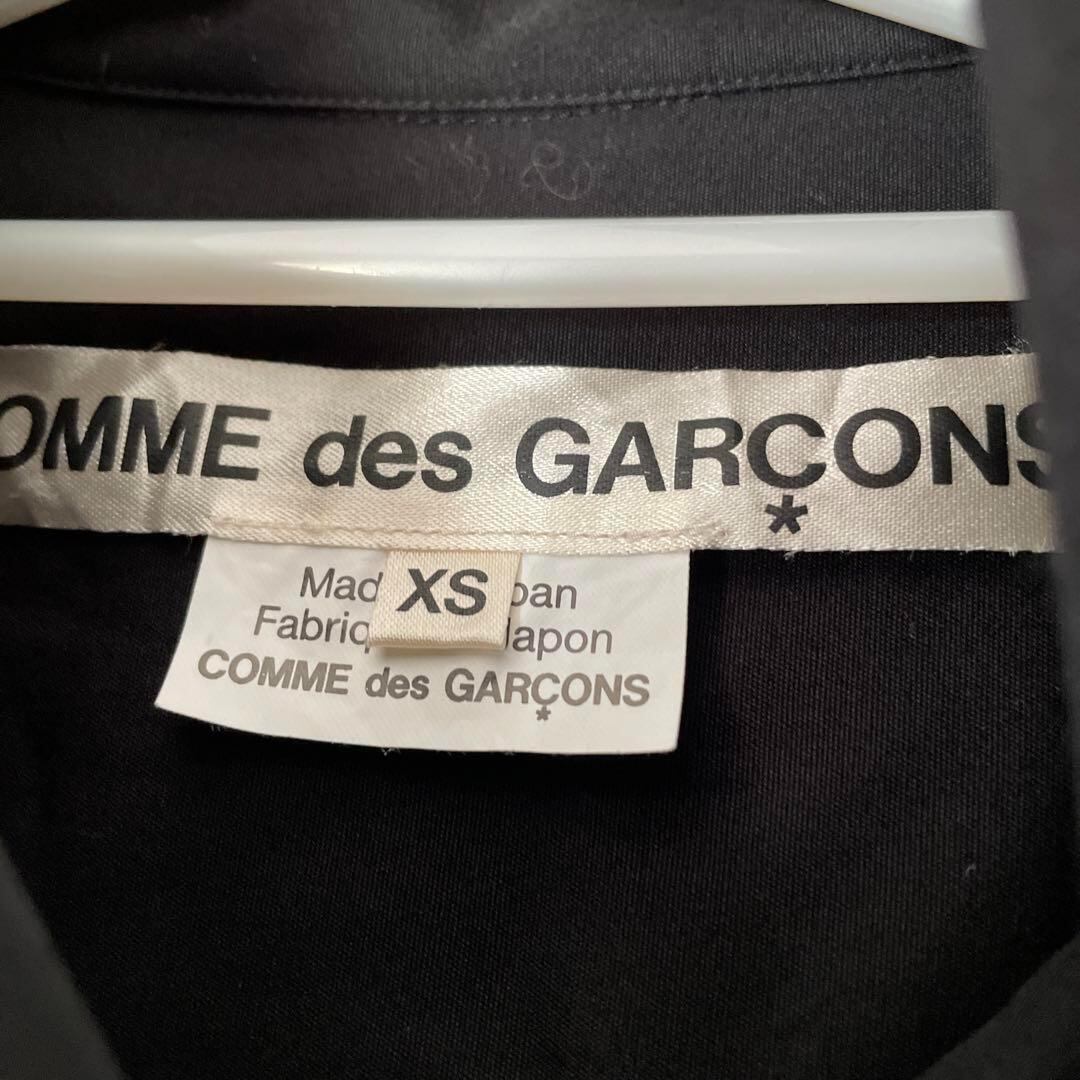 OMME des GARÇONS
*
XS
Mad pan
Fabriq Japon
COMME des GARÇONS
*